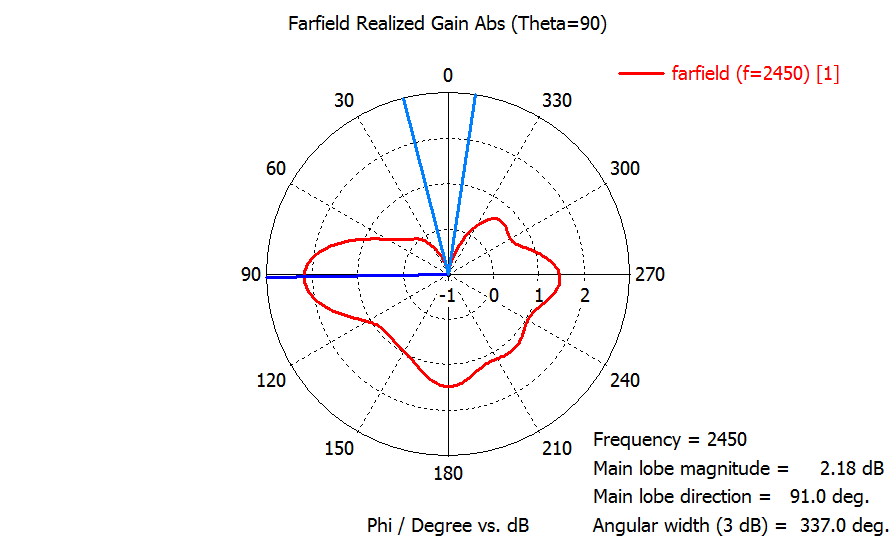 Farfield Realized Gain Abs (Theta=90)
farfield (f=2450) [1]
0
30
330
60
300
90
-1
0
1
2
270
120
240
150
210
180
Frequency = 2450
Main lobe magnitude = 2.18 dB
Main lobe direction = 91.0 deg.
Phi / Degree vs. dB
Angular width (3 dB) = 337.0 deg.